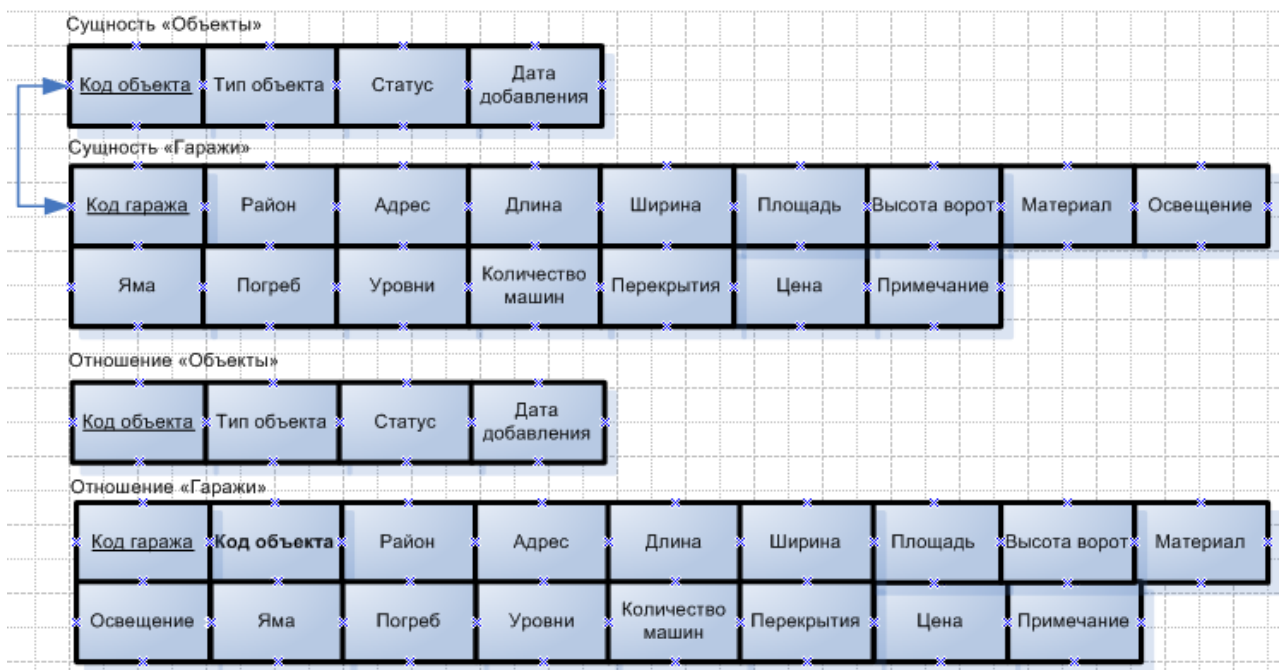 Сущность «Объекты»
Код объекта Тип объекта Статус Дата добавления
Сущность «Гаражи»
Код гаража Район Адрес Длина Ширина Площадь Высота ворот Материал Освещение
Яма Погреб Уровни Количество машин Перекрытия Цена Примечание
Отношение «Объекты»
Код объекта Тип объекта Статус Дата добавления
Отношение «Гаражи»
Код гаража Код объекта Район Адрес Длина Ширина Площадь Высота ворот Материал
Освещение Яма Погреб Уровни Количество машин Перекрытия Цена Примечание